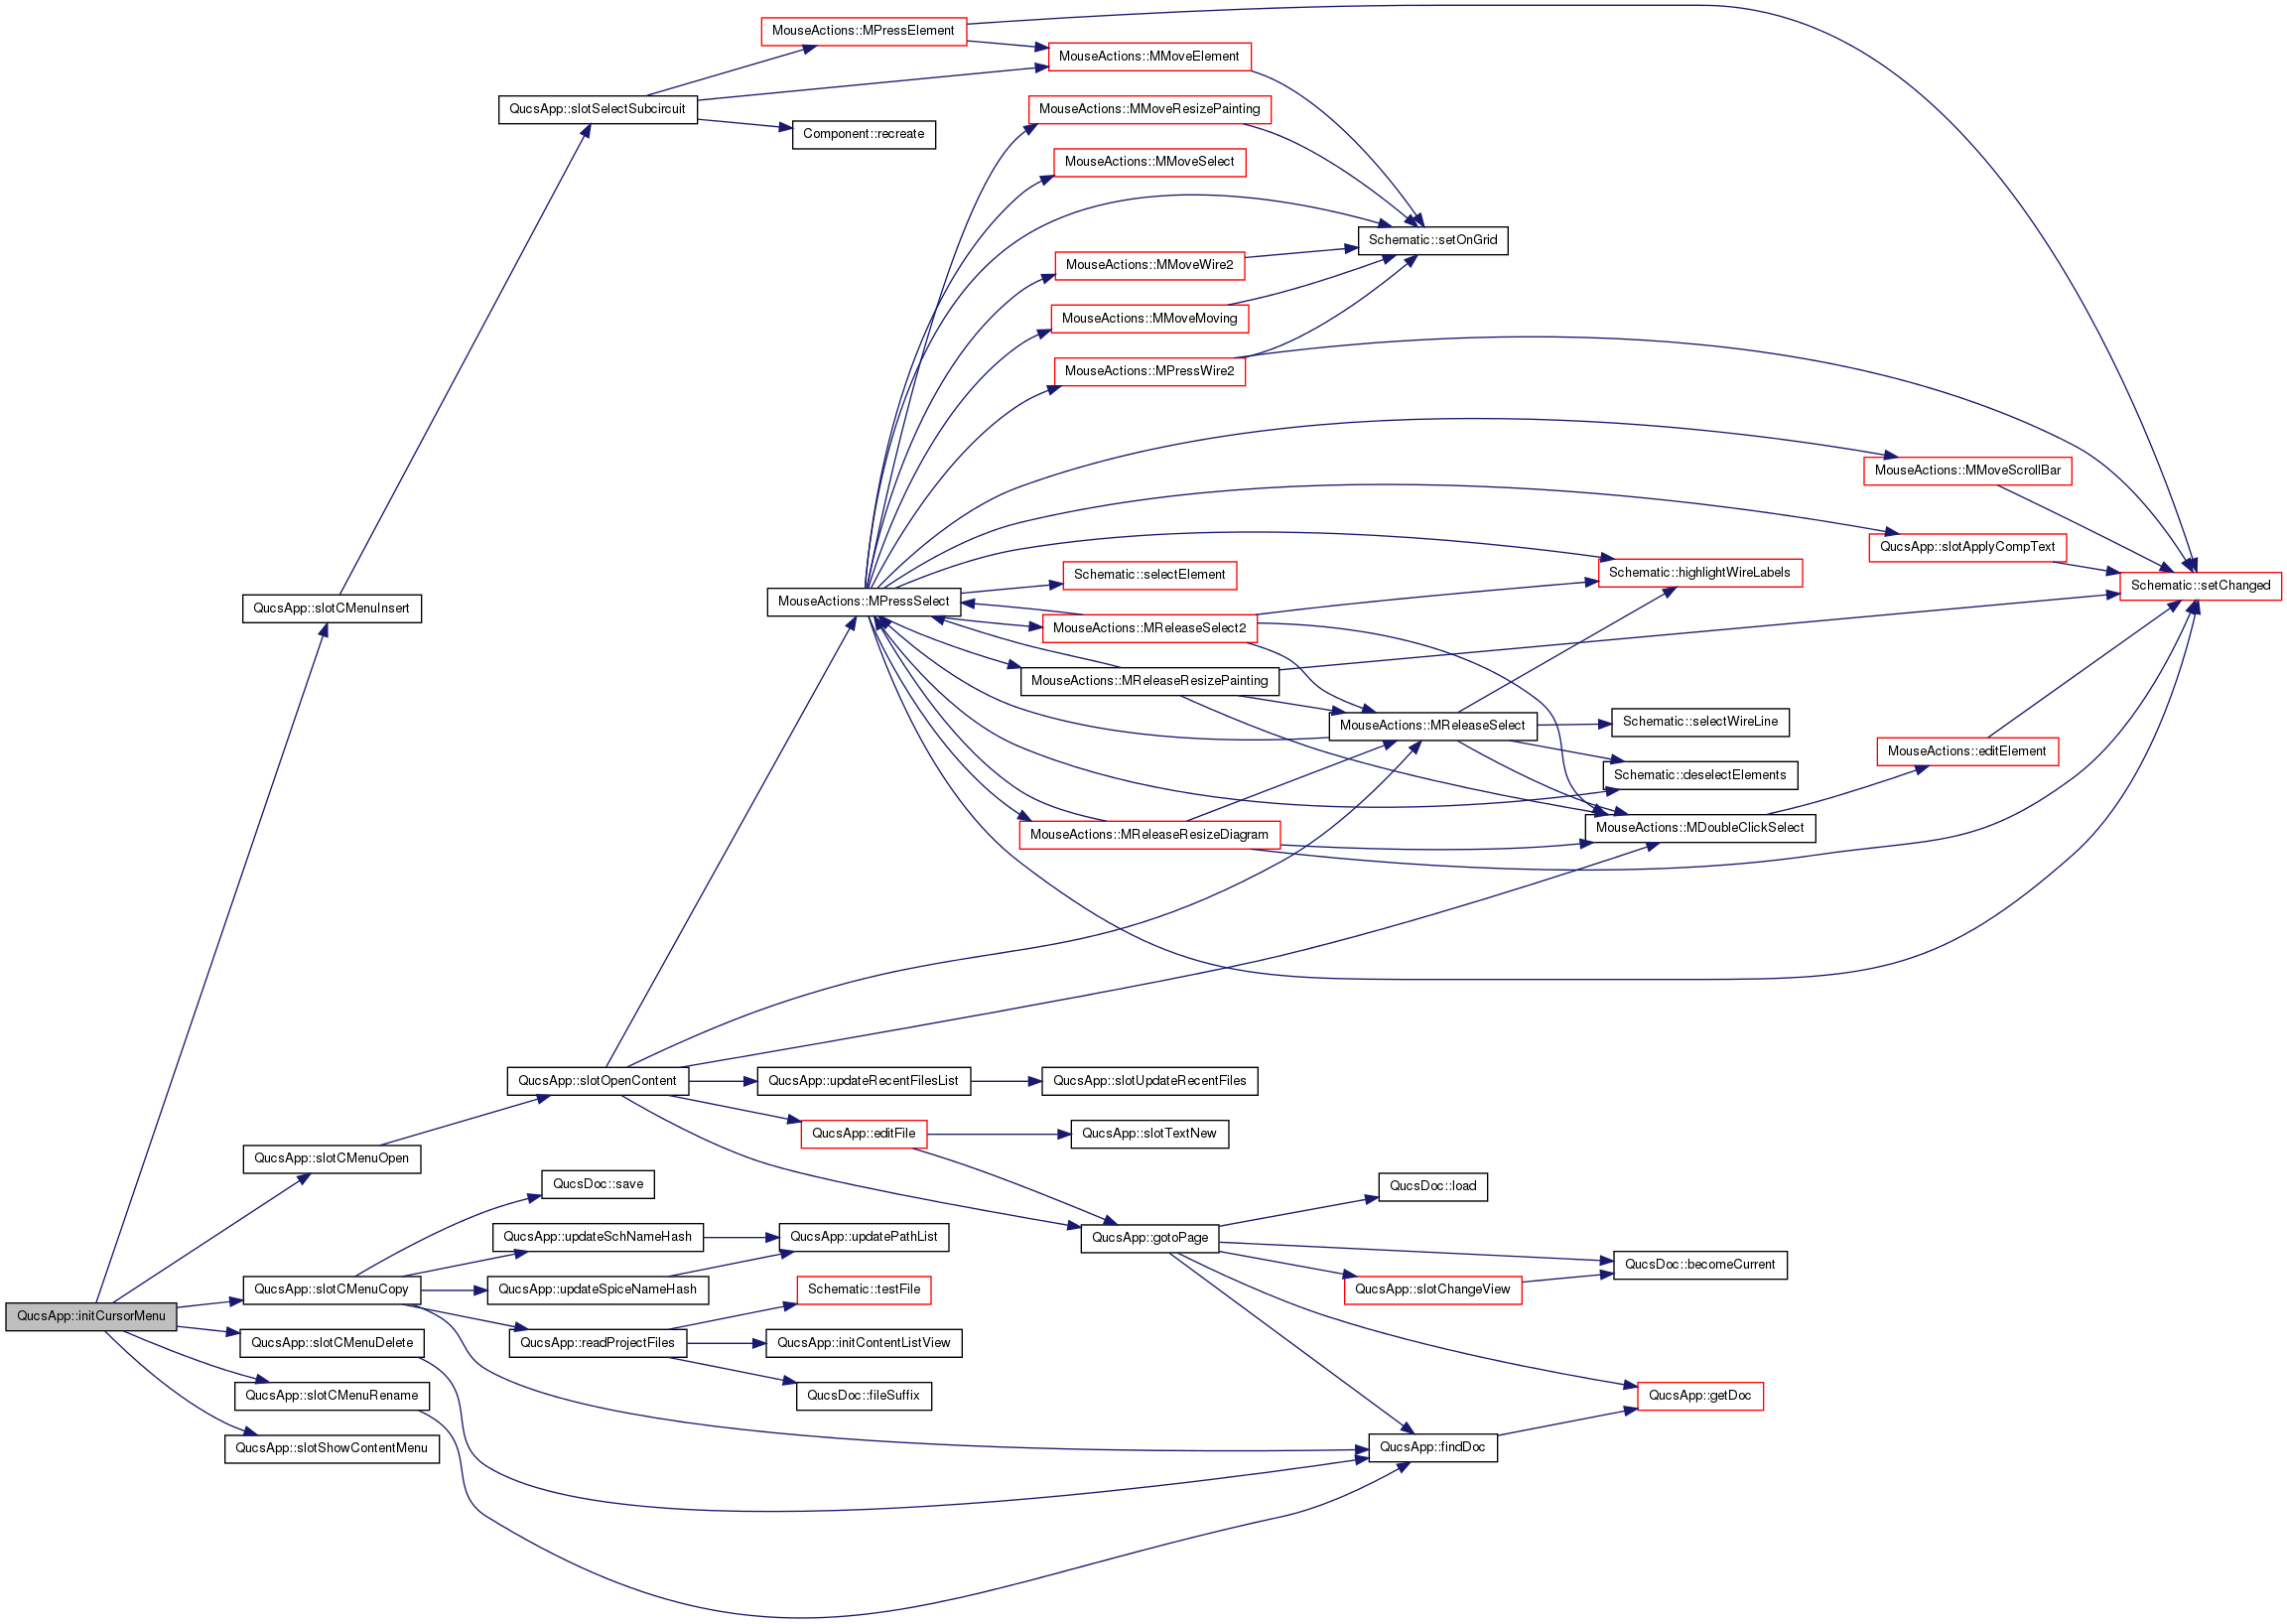 MouseActions::MPressElement
MouseActions::MMoveElement
QucsApp::slotSelectSubcircuit
MouseActions::MMoveResizePainting
Component::recreate
MouseActions::MMoveSelect
Schematic::setOnGrid
MouseActions::MMoveWire2
MouseActions::MMoveMoving
MouseActions::MPressWire2
MouseActions::MMoveScrollBar
QucsApp::slotApplyCompText
Schematic::highlightWireLabels
Schematic::selectElement
Schematic::setChanged
MouseActions::MPressSelect
QucsApp::slotCMenuInsert
MouseActions::MReleaseSelect2
MouseActions::MReleaseResizePainting
MouseActions::MReleaseSelect
Schematic::selectWireLine
MouseActions::editElement
Schematic::deselectElements
MouseActions::MDoubleClickSelect
MouseActions::MReleaseResizeDiagram
QucsApp::slotOpenContent
QucsApp::updateRecentFilesList
QucsApp::slotUpdateRecentFiles
QucsApp::editFile
QucsApp::slotTextNew
QucsApp::slotCMenuOpen
QucsDoc::save
QucsDoc::load
QucsApp::updateSchNameHash
QucsApp::updatePathList
QucsApp::gotoPage
QucsDoc::becomeCurrent
QucsApp::slotCMenuCopy
QucsApp::updateSpiceNameHash
Schematic::testFile
QucsApp::slotChangeView
QucsApp::initCursorMenu
QucsApp::slotCMenuDelete
QucsApp::readProjectFiles
QucsApp::initContentListView
QucsApp::slotCMenuRename
QucsDoc::fileSuffix
QucsApp::getDoc
QucsApp::slotShowContentMenu
QucsApp::findDoc